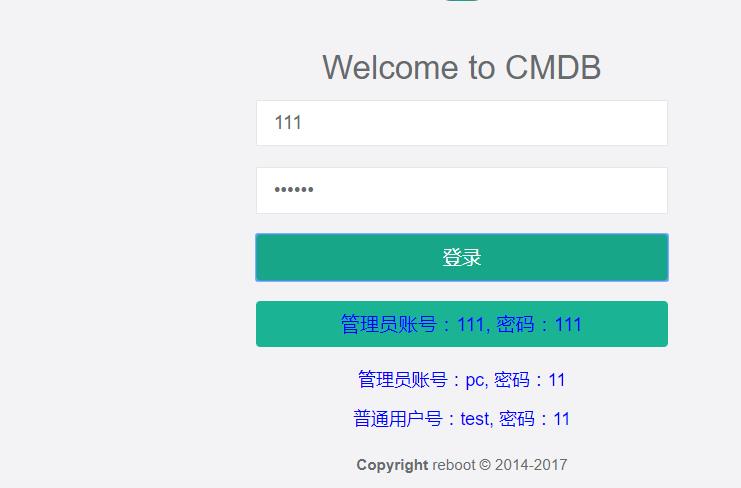 Welcome to CMDB
111
••••••
登录
管理员账号：111, 密码：111
管理员账号：pc, 密码：11
普通用户号：test, 密码：11
Copyright reboot © 2014-2017